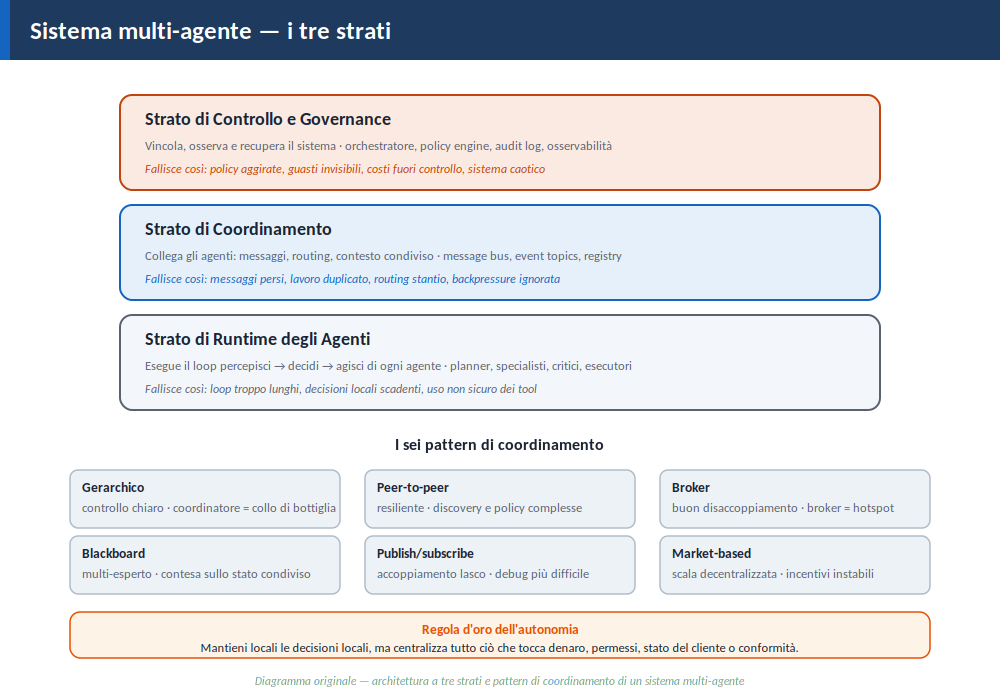 Sistema multi-agente — i tre strati
Strato di Controllo e Governance
Vincola, osserva e recupera il sistema · orchestratore, policy engine, audit log, osservabilità
Fallisce così: policy aggirate, guasti invisibili, costi fuori controllo, sistema caotico
Strato di Coordinamento
Collega gli agenti: messaggi, routing, contesto condiviso · message bus, event topics, registry
Fallisce così: messaggi persi, lavoro duplicato, routing stantio, backpressure ignorata
Strato di Runtime degli Agenti
Esegue il loop percepisci → decidi → agisci di ogni agente · planner, specialisti, critici, esecutori
Fallisce così: loop troppo lunghi, decisioni locali scadenti, uso non sicuro dei tool
I sei pattern di coordinamento
Gerarchico
controllo chiaro · coordinatore = collo di bottiglia
Peer-to-peer
resiliente · discovery e policy complesse
Broker
buon disaccoppiamento · broker = hotspot
Blackboard
multi-esperto · contesa sullo stato condiviso
Publish/subscribe
accoppiamento lasco · debug più difficile
Market-based
scala decentralizzata · incentivi instabili
Regola d'oro dell'autonomia
Mantieni locali le decisioni locali, ma centralizza tutto ciò che tocca denaro, permessi, stato del cliente o conformità.
Diagramma originale — architettura a tre strati e pattern di coordinamento di un sistema multi-agente